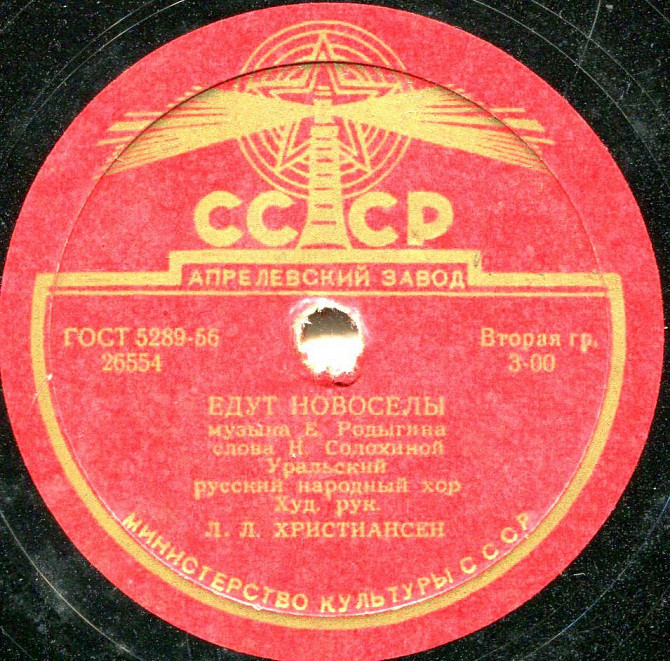 СССР
АПРЕЛЕВСКИЙ ЗАВОД
ГОСТ 5289-56
26554
Вторая гр.
3-00
ЕДУТ НОВОСЕЛЫ
музыка Е. Родыгина
слова Н. Солохиной
Уральский
русский народный хор
Худ. рук.
Л. Л. ХРИСТИАНСЕН
МИНИСТЕРСТВО КУЛЬТУРЫ СССР